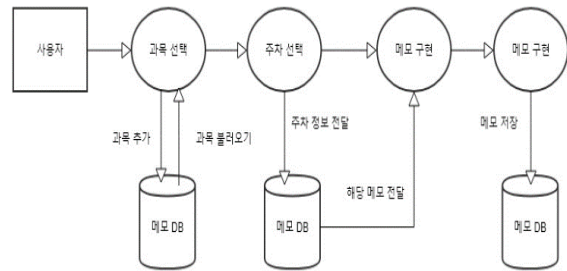 사용자
과목 선택
주차 선택
메모 구현
메모 구현
과목 추가
과목 불러오기
주차 정보 전달
메모 저장
해당 메모 전달
메모 DB
메모 DB
메모 DB